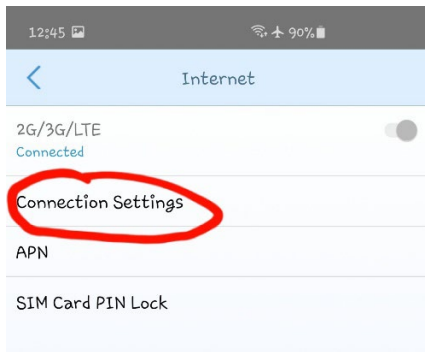 12:45 90%
Internet
2G/3G/LTE
Connected
Connection Settings
APN
SIM Card PIN Lock